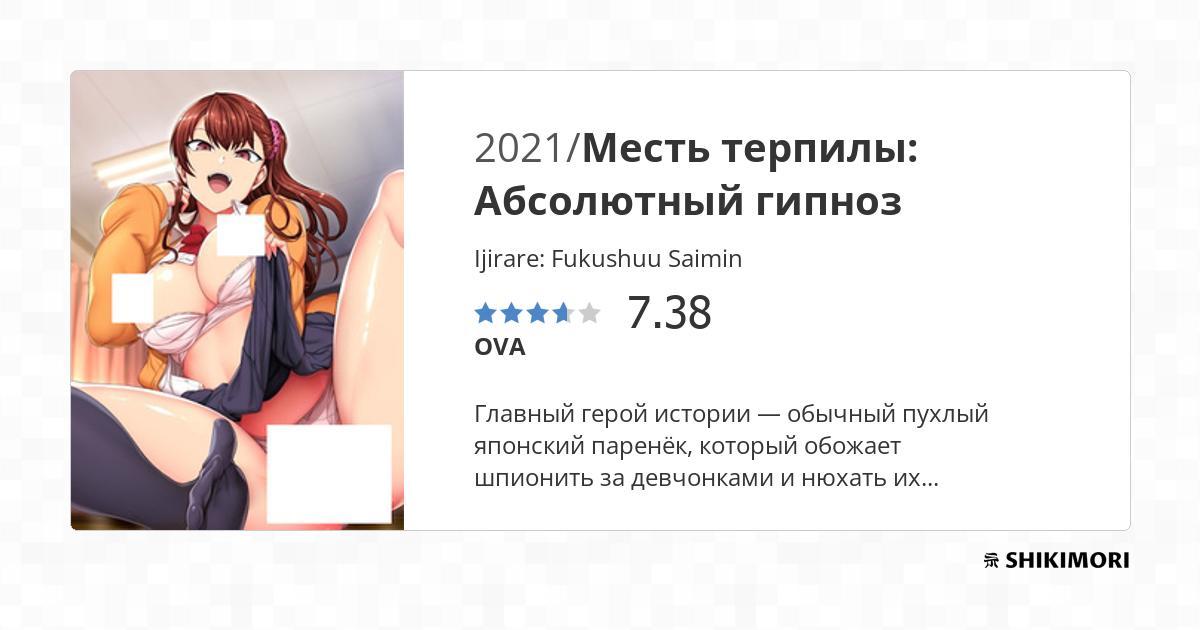 2021/Месть терпилы:
Абсолютный гипноз
Ijirare: Fukushuu Saimin
7.38
OVA
Главный герой истории — обычный пухлый
японский паренёк, который обожает
шпионить за девчонками и нюхать их...
SHIKIMORI